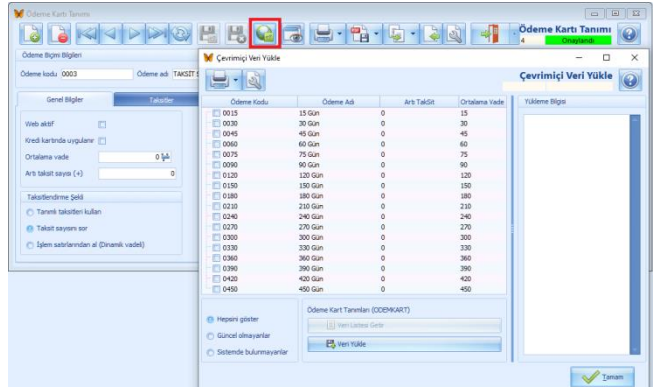 Ödeme Kartı Tanımı
Ödeme Kartı Tanımı
4 Onaylandı
Ödeme Biçim Bilgileri
Ödeme kodu 0003 Ödeme adı TAKSİT S
Genel Bilgiler Taksitler
Web aktif
Kredi kartında uygulanır
Ortalama vade 0
Artı taksit sayısı (+) 0
Taksitlendirme Şekli
Tanımlı taksitleri kullan
Taksit sayısını sor
İşlem satırlarından al (Dinamik vadeli)
Çevrimiçi Veri Yükle
Çevrimiçi Veri Yükle
Ödeme Kodu Ödeme Adı Artı TakSit Ortalama Vade
0015 15 Gün 0 15
0030 30 Gün 0 30
0045 45 Gün 0 45
0060 60 Gün 0 60
0075 75 Gün 0 75
0090 90 Gün 0 90
0120 120 Gün 0 120
0150 150 Gün 0 150
0180 180 Gün 0 180
0210 210 Gün 0 210
0240 240 Gün 0 240
0270 270 Gün 0 270
0300 300 Gün 0 300
0330 330 Gün 0 330
0360 360 Gün 0 360
0390 390 Gün 0 390
0420 420 Gün 0 420
0450 450 Gün 0 450
Yükleme Bilgisi
Hepsini göster
Güncel olmayanlar
Sistemde bulunmayanlar
Ödeme Kart Tanımları (ODEMKART)
Veri Listesi Getir
Veri Yükle
Tamam